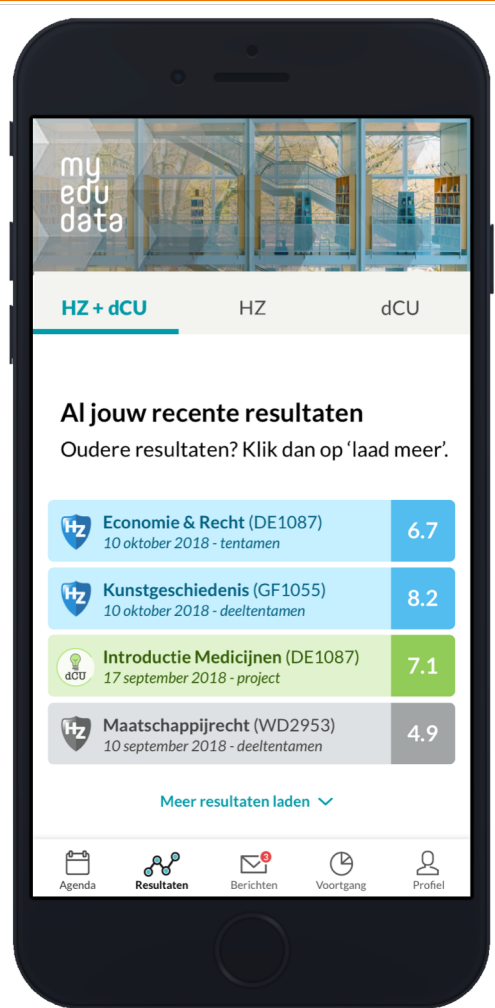 my
edu
data
HZ + dCU
HZ
dCU
Al jouw recente resultaten
Oudere resultaten? Klik dan op ‘laad meer’.
HZ
Economie & Recht (DE1087)
10 oktober 2018 - tentamen
6.7
HZ
Kunstgeschiedenis (GF1055)
10 oktober 2018 - deeltentamen
8.2
dCU
Introductie Medicijnen (DE1087)
17 september 2018 - project
7.1
HZ
Maatschappijrecht (WD2953)
10 september 2018 - deeltentamen
4.9
Meer resultaten laden
3
Agenda
Resultaten
Berichten
Voortgang
Profiel